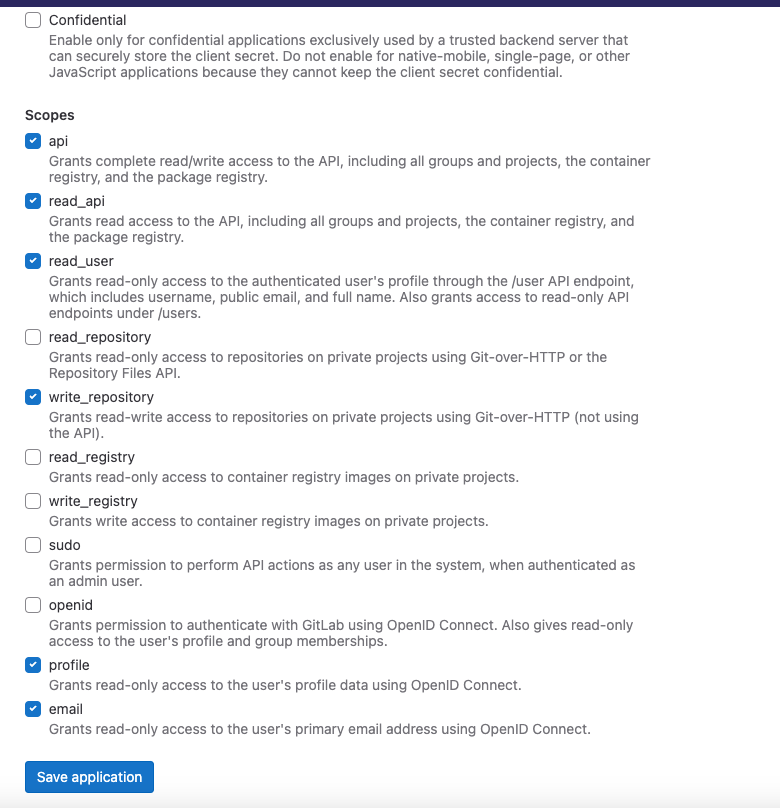 Confidential
Enable only for confidential applications exclusively used by a trusted backend server that
can securely store the client secret. Do not enable for native-mobile, single-page, or other
JavaScript applications because they cannot keep the client secret confidential.
Scopes
api
Grants complete read/write access to the API, including all groups and projects, the container
registry, and the package registry.
read_api
Grants read access to the API, including all groups and projects, the container registry, and
the package registry.
read_user
Grants read-only access to the authenticated user's profile through the /user API endpoint,
which includes username, public email, and full name. Also grants access to read-only API
endpoints under /users.
read_repository
Grants read-only access to repositories on private projects using Git-over-HTTP or the
Repository Files API.
write_repository
Grants read-write access to repositories on private projects using Git-over-HTTP (not using
the API).
read_registry
Grants read-only access to container registry images on private projects.
write_registry
Grants write access to container registry images on private projects.
sudo
Grants permission to perform API actions as any user in the system, when authenticated as
an admin user.
openid
Grants permission to authenticate with GitLab using OpenID Connect. Also gives read-only
access to the user's profile and group memberships.
profile
Grants read-only access to the user's profile data using OpenID Connect.
email
Grants read-only access to the user's primary email address using OpenID Connect.
Save application